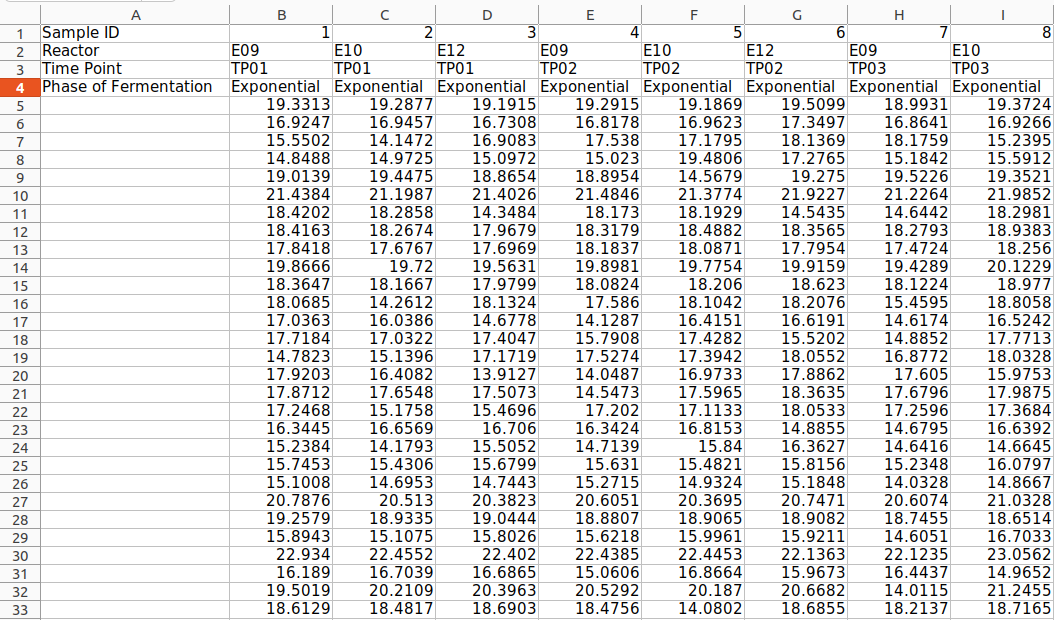 A B C D E F G H I
1 Sample ID 1 2 3 4 5 6 7 8
2 Reactor E09 E10 E12 E09 E10 E12 E09 E10
3 Time Point TP01 TP01 TP01 TP02 TP02 TP02 TP03 TP03
4 Phase of Fermentation Exponential Exponential Exponential Exponential Exponential Exponential Exponential Exponential
5 19.3313 19.2877 19.1915 19.2915 19.1869 19.5099 18.9931 19.3724
6 16.9247 16.9457 16.7308 16.8178 16.9623 17.3497 16.8641 16.9266
7 15.5502 14.1472 16.9083 17.538 17.1795 18.1369 18.1759 15.2395
8 14.8488 14.9725 15.0972 15.023 19.4806 17.2765 15.1842 15.5912
9 19.0139 19.4475 18.8654 18.8954 14.5679 19.275 19.5226 19.3521
10 21.4384 21.1987 21.4026 21.4846 21.3774 21.9227 21.2264 21.9852
11 18.4202 18.2858 14.3484 18.173 18.1929 14.5435 14.6442 18.2981
12 18.4163 18.2674 17.9679 18.3179 18.4882 18.3565 18.2793 18.9383
13 17.8418 17.6767 17.6969 18.1837 18.0871 17.7954 17.4724 18.256
14 19.8666 19.72 19.5631 19.8981 19.7754 19.9159 19.4289 20.1229
15 18.3647 18.1667 17.9799 18.0824 18.206 18.623 18.1224 18.977
16 18.0685 14.2612 18.1324 17.586 18.1042 18.2076 15.4595 18.8058
17 17.0363 16.0386 14.6778 14.1287 16.4151 16.6191 14.6174 16.5242
18 17.7184 17.0322 17.4047 15.7908 17.4282 15.5202 14.8852 17.7713
19 14.7823 15.1396 17.1719 17.5274 17.3942 18.0552 16.8772 18.0328
20 17.9203 16.4082 13.9127 14.0487 16.9733 17.8862 17.605 15.9753
21 17.8712 17.6548 17.5073 14.5473 17.5965 18.3635 17.6796 17.9875
22 17.2468 15.1758 15.4696 17.202 17.1133 18.0533 17.2596 17.3684
23 16.3445 16.6569 16.706 16.3424 16.8153 14.8855 14.6795 16.6392
24 15.2384 14.1793 15.5052 14.7139 15.84 16.3627 14.6416 14.6645
25 15.7453 15.4306 15.6799 15.631 15.4821 15.8156 15.2348 16.0797
26 15.1008 14.6953 14.7443 15.2715 14.9324 15.1848 14.0328 14.8667
27 20.7876 20.513 20.3823 20.6051 20.3695 20.7471 20.6074 21.0328
28 19.2579 18.9335 19.0444 18.8807 18.9065 18.9082 18.7455 18.6514
29 15.8943 15.1075 15.8026 15.6218 15.9961 15.9211 14.6051 16.7033
30 22.934 22.4552 22.402 22.4385 22.4453 22.1363 22.1235 23.0562
31 16.189 16.7039 16.6865 15.0606 16.8664 15.9673 16.4437 14.9652
32 19.5019 20.2109 20.3963 20.5292 20.187 20.6682 14.0115 21.2455
33 18.6129 18.4817 18.6903 18.4756 14.0802 18.6855 18.2137 18.7165